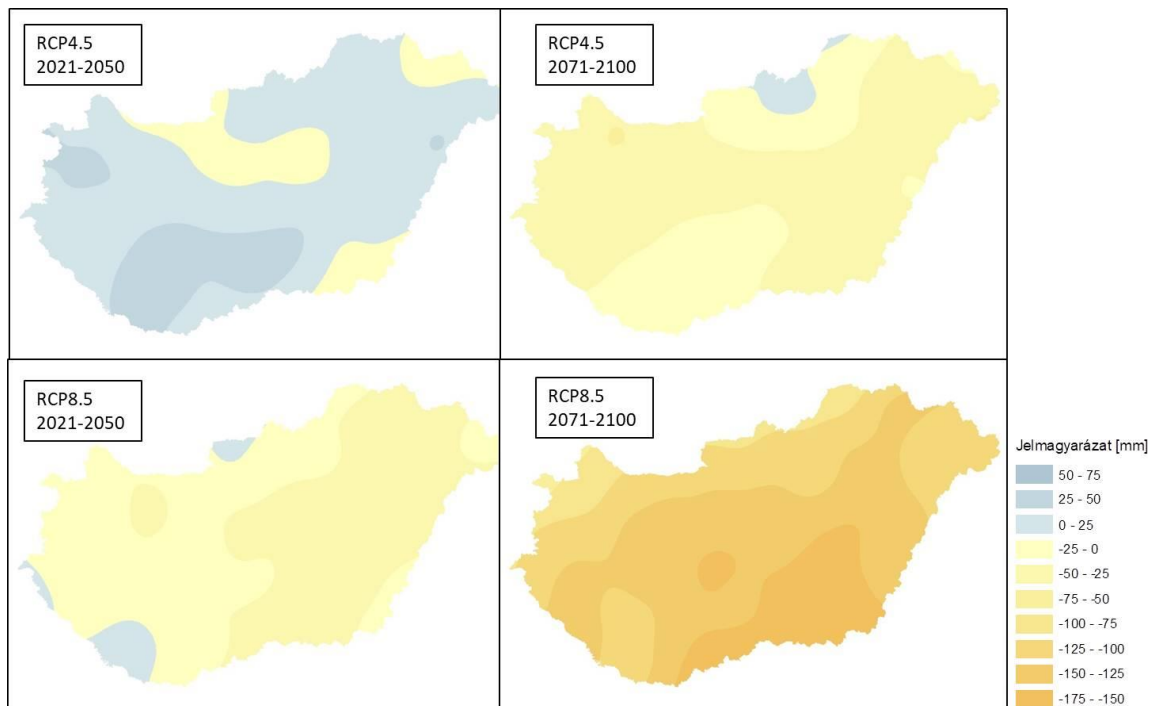 RCP4.5
2021-2050
RCP4.5
2071-2100
RCP8.5
2021-2050
RCP8.5
2071-2100
Jelmagyarázat [mm]
50 - 75
25 - 50
0 - 25
-25 - 0
-50 - -25
-75 - -50
-100 - -75
-125 - -100
-150 - -125
-175 - -150